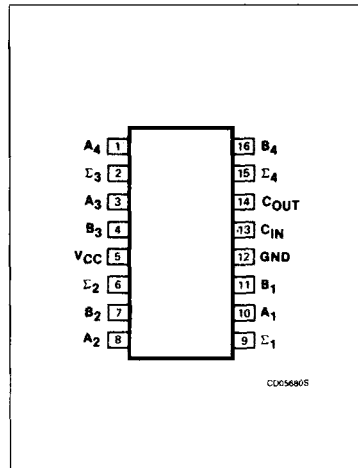 A4 1 16 B4
Σ3 2 15 Σ4
A3 3 14 COUT
B3 4 13 CIN
VCC 5 12 GND
Σ2 6 11 B1
B2 7 10 A1
A2 8 9 Σ1
CD05680S